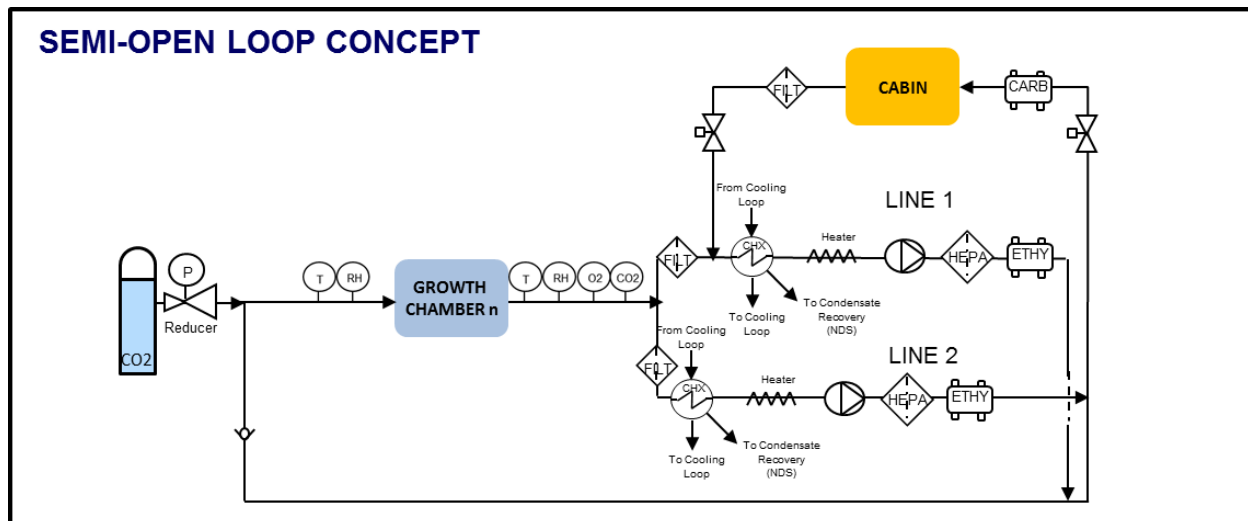 SEMI-OPEN LOOP CONCEPT
FILT
CABIN
CARB
From Cooling
Loop
LINE 1
CHX
Heater
HEPA
ETHY
FILT
To Cooling
Loop
To Condensate
Recovery
(NDS)
P
Reducer
CO2
T
RH
GROWTH
CHAMBER n
T
RH
O2
CO2
From Cooling
Loop
LINE 2
FILT
CHX
Heater
HEPA
ETHY
To Cooling
Loop
To Condensate
Recovery
(NDS)